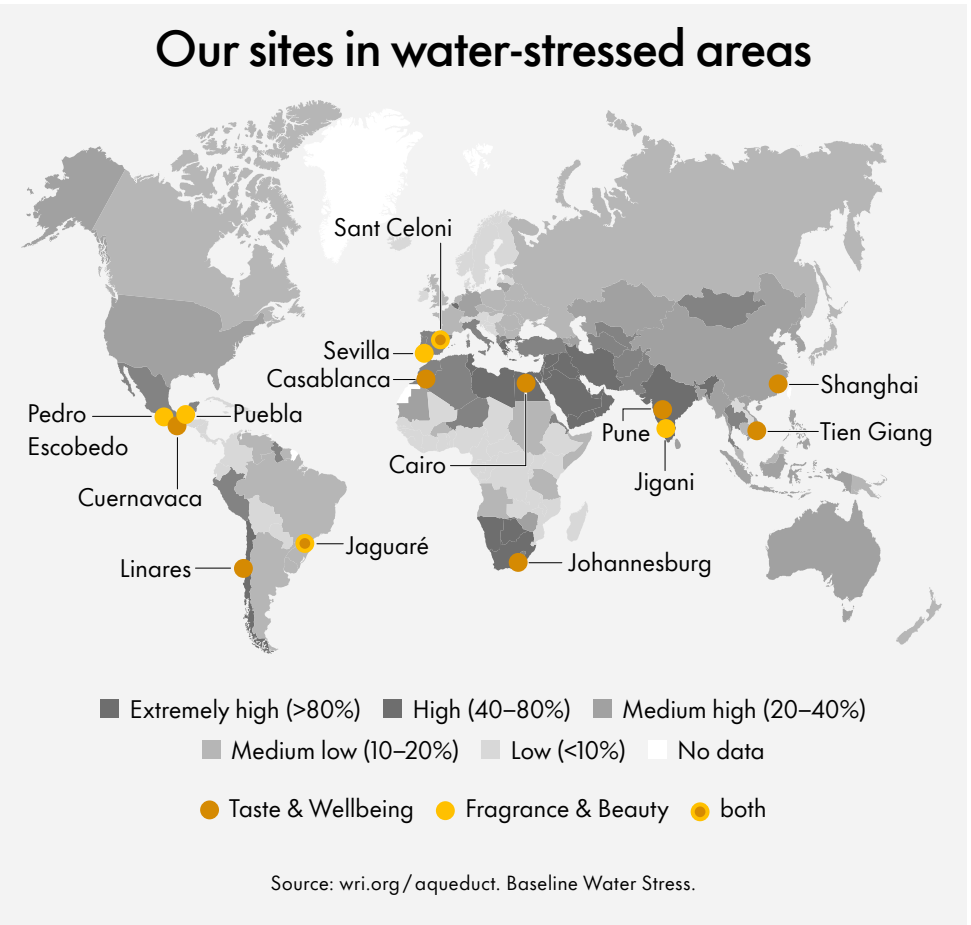 Our sites in water-stressed areas
Sant Celoni
Sevilla
Casablanca
Shanghai
Pedro
Escobedo
Puebla
Pune
Tien Giang
Cairo
Jigani
Cuernavaca
Jaguaré
Linares
Johannesburg
Extremely high (>80%) High (40–80%) Medium high (20–40%)
Medium low (10–20%) Low (<10%) No data
Taste & Wellbeing Fragrance & Beauty both
Source: wri.org/aqueduct. Baseline Water Stress.